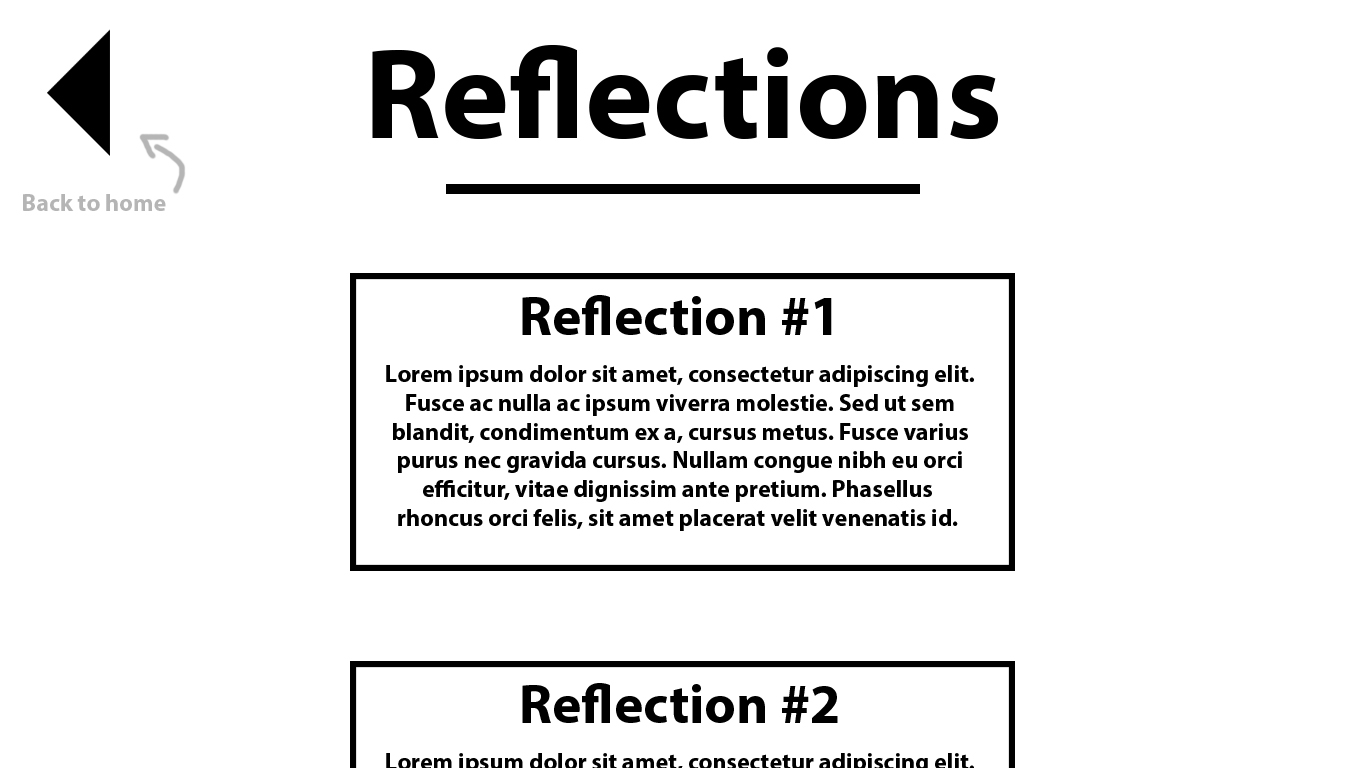 Reflections
Back to home
Reflection #1
Lorem ipsum dolor sit amet, consectetur adipiscing elit.
Fusce ac nulla ac ipsum viverra molestie. Sed ut sem
blandit, condimentum ex a, cursus metus. Fusce varius
purus nec gravida cursus. Nullam congue nibh eu orci
efficitur, vitae dignissim ante pretium. Phasellus
rhoncus orci felis, sit amet placerat velit venenatis id.
Reflection #2
Lorem ipsum dolor sit amet, consectetur adipiscing elit.